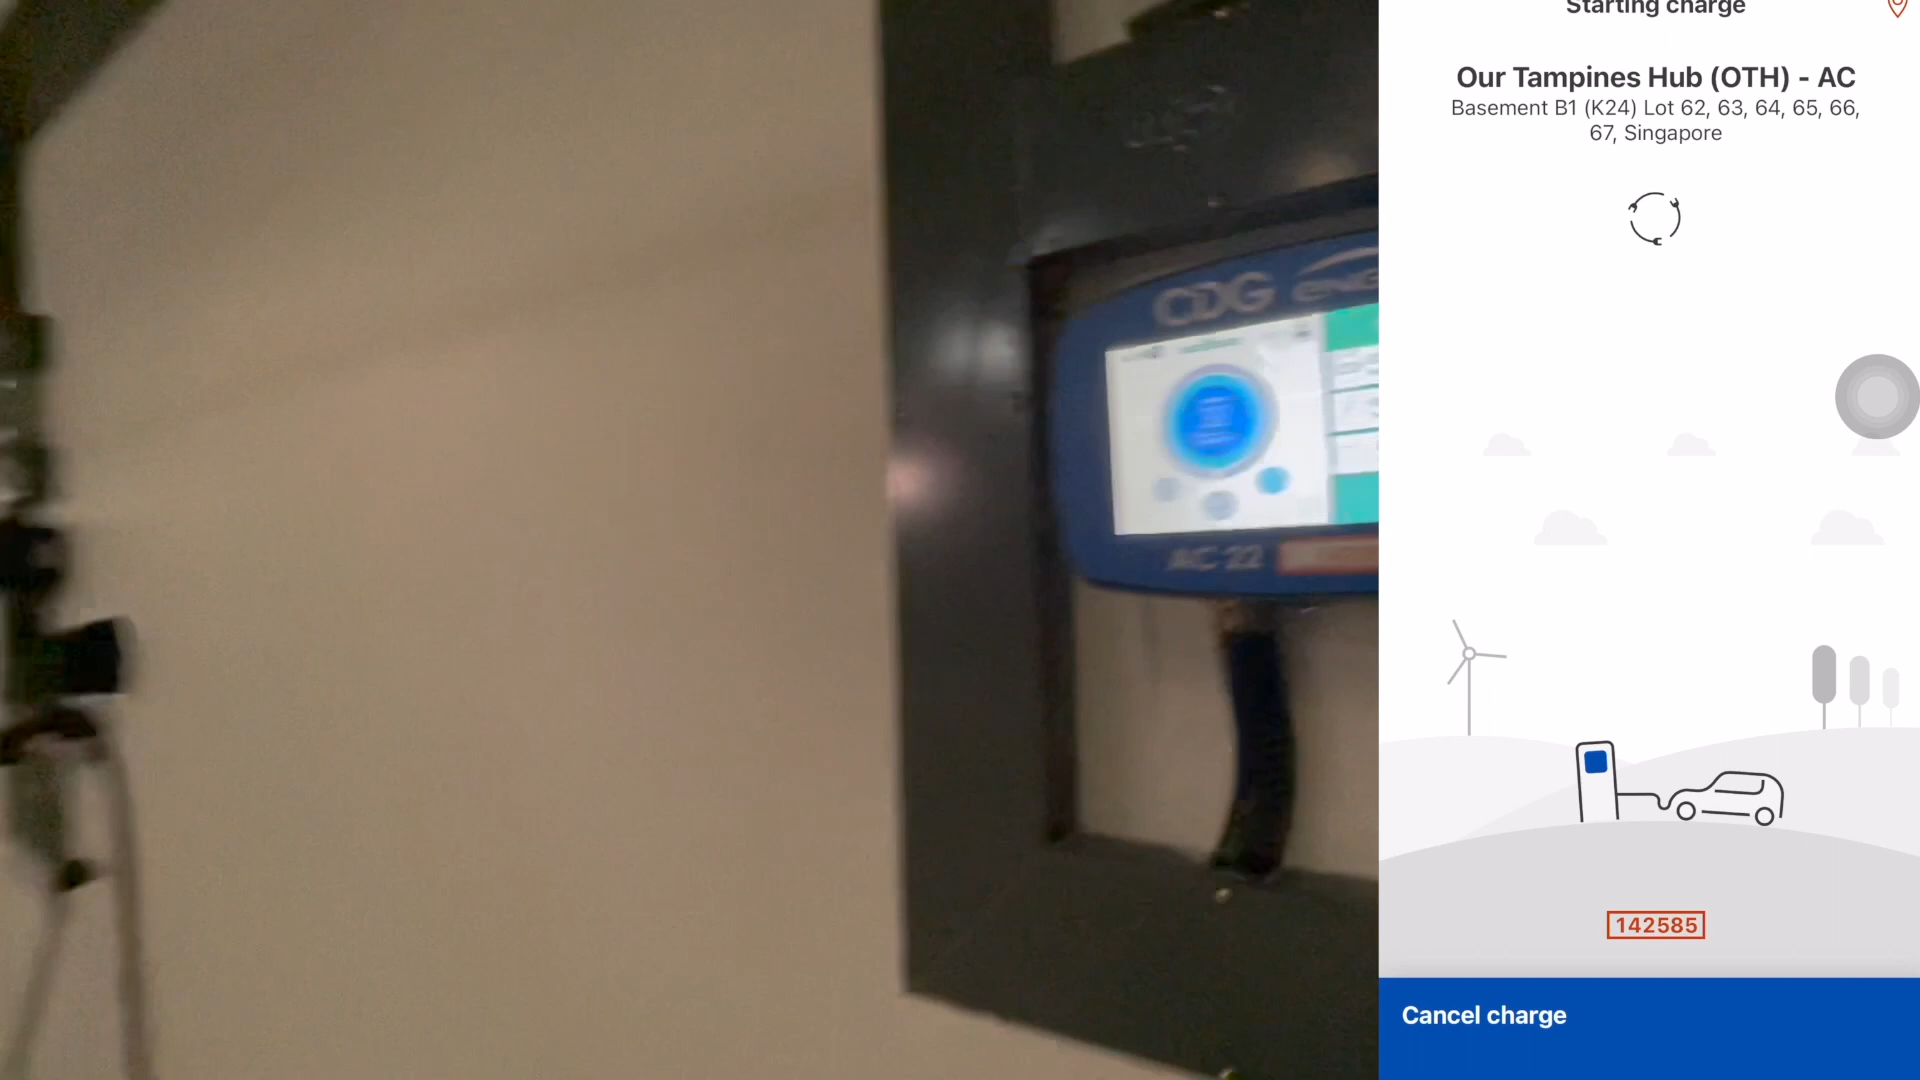 CDG
AC 22
Starting charge
Our Tampines Hub (OTH) - AC
Basement B1 (K24) Lot 62, 63, 64, 65, 66,
67, Singapore
142585
Cancel charge